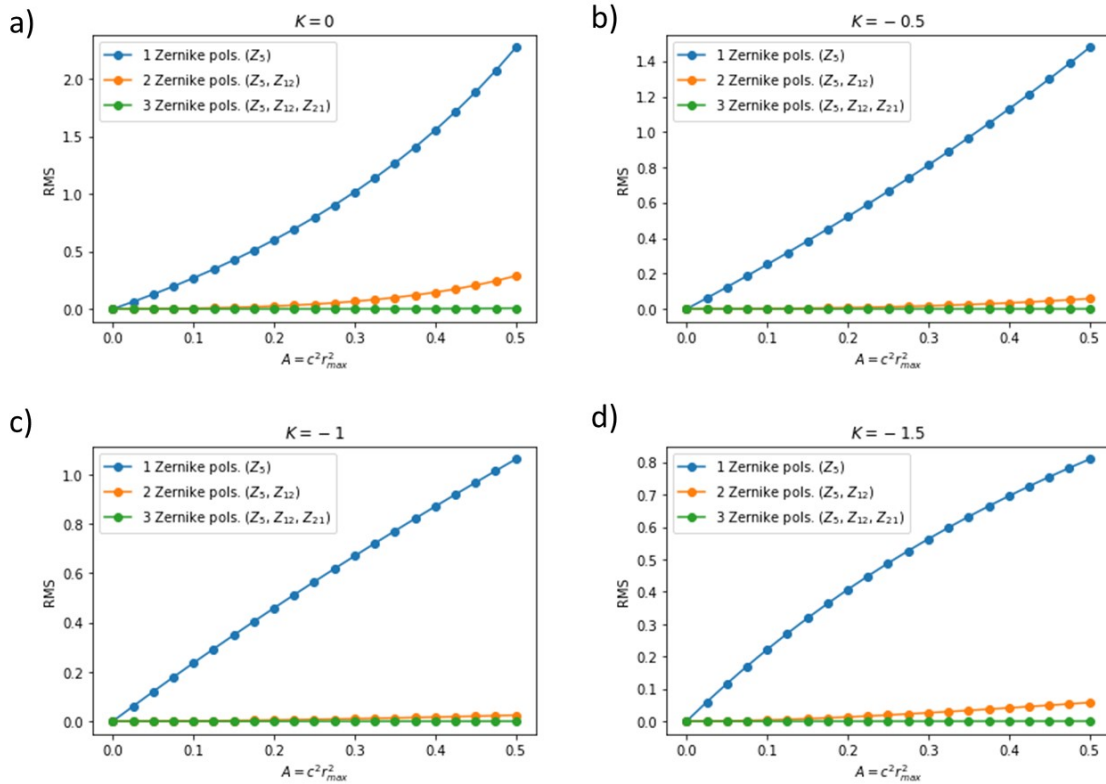 a)
K = 0
1 Zernike pols. (Z₅)
2 Zernike pols. (Z₅, Z₁₂)
3 Zernike pols. (Z₅, Z₁₂, Z₂₁)
2.0
1.5
1.0
0.5
0.0
RMS
0.0 0.1 0.2 0.3 0.4 0.5
A = c²r²ₘₐₓ
b)
K = −0.5
1 Zernike pols. (Z₅)
2 Zernike pols. (Z₅, Z₁₂)
3 Zernike pols. (Z₅, Z₁₂, Z₂₁)
1.4
1.2
1.0
0.8
0.6
0.4
0.2
0.0
RMS
0.0 0.1 0.2 0.3 0.4 0.5
A = c²r²ₘₐₓ
c)
K = −1
1 Zernike pols. (Z₅)
2 Zernike pols. (Z₅, Z₁₂)
3 Zernike pols. (Z₅, Z₁₂, Z₂₁)
1.0
0.8
0.6
0.4
0.2
0.0
RMS
0.0 0.1 0.2 0.3 0.4 0.5
A = c²r²ₘₐₓ
d)
K = −1.5
1 Zernike pols. (Z₅)
2 Zernike pols. (Z₅, Z₁₂)
3 Zernike pols. (Z₅, Z₁₂, Z₂₁)
0.8
0.7
0.6
0.5
0.4
0.3
0.2
0.1
0.0
RMS
0.0 0.1 0.2 0.3 0.4 0.5
A = c²r²ₘₐₓ